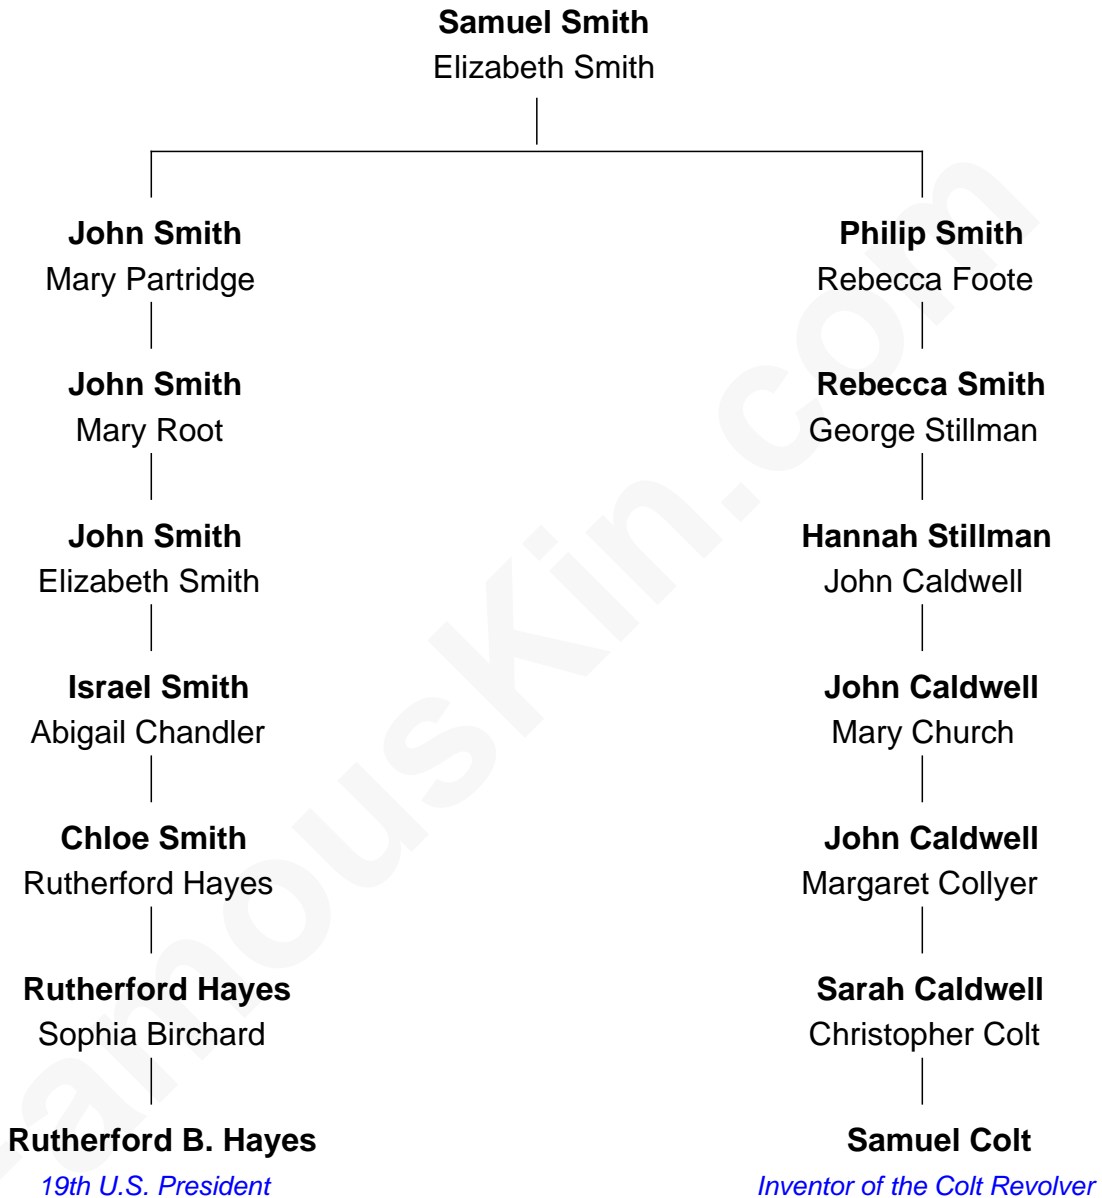 Samuel Smith
Elizabeth Smith
John Smith
Mary Partridge
Philip Smith
Rebecca Foote
John Smith
Mary Root
Rebecca Smith
George Stillman
John Smith
Elizabeth Smith
Hannah Stillman
John Caldwell
Israel Smith
Abigail Chandler
John Caldwell
Mary Church
Chloe Smith
Rutherford Hayes
John Caldwell
Margaret Collyer
Rutherford Hayes
Sophia Birchard
Sarah Caldwell
Christopher Colt
Rutherford B. Hayes
19th U.S. President
Samuel Colt
Inventor of the Colt Revolver
FamousKin.com